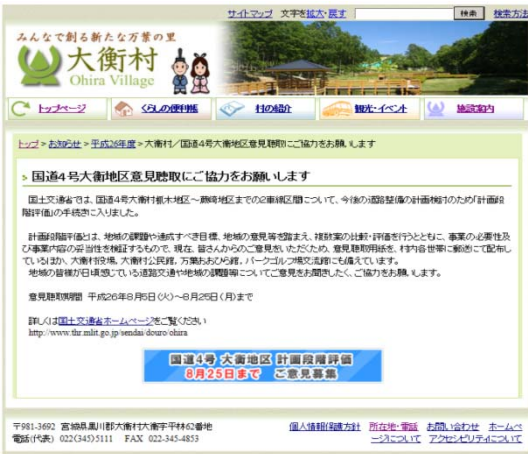 サイトマップ 文字を拡大・戻す 検索 検索方法
みんなで創る新たな万葉の里
大衡村
Ohira Village
トップページ くらしの便利帳 村の紹介 観光・イベント 施設案内
トップ > お知らせ > 平成26年度 > 大衡村/国道4号大衡地区意見聴取にご協力をお願いします
国道4号大衡地区意見聴取にご協力をお願いします
国土交通省では、国道4号大衡村楳木地区～蕨崎地区までの2車線区間について、今後の道路整備の計画検討のため「計画段
階評価」の手続きに入りました。
計画段階評価とは、地域の課題や達成すべき目標、地域の意見等を踏まえ、複数案の比較・評価を行うとともに、事業の必要性及
び事業内容の妥当性を検証するもので、現在、皆さんからのご意見をいただくため、意見聴取用紙を、村内各世帯に郵送にて配布し
ているほか、大衡村役場、大衡村公民館、万葉おおひら館、パークゴルフ場交流館にも備えています。
地域の皆様が日頃感じている道路交通や地域の課題等についてご意見をお聞きしたく、ご協力をお願いします。
意見聴取期間 平成26年8月5日(火)～8月25日(月)まで
詳しくは国土交通省ホームページをご覧ください
http://www.thr.mlit.go.jp/sendai/douro/ohira
国道4号 大衡地区 計画段階評価
8月25日まで ご意見募集
〒981-3692 宮城県黒川郡大衡村大衡字平林62番地
電話(代表) 022(345)5111 FAX 022-345-4853
個人情報保護方針 所在地・電話 お問い合わせ ホームペ
ージについて アクセシビリティについて